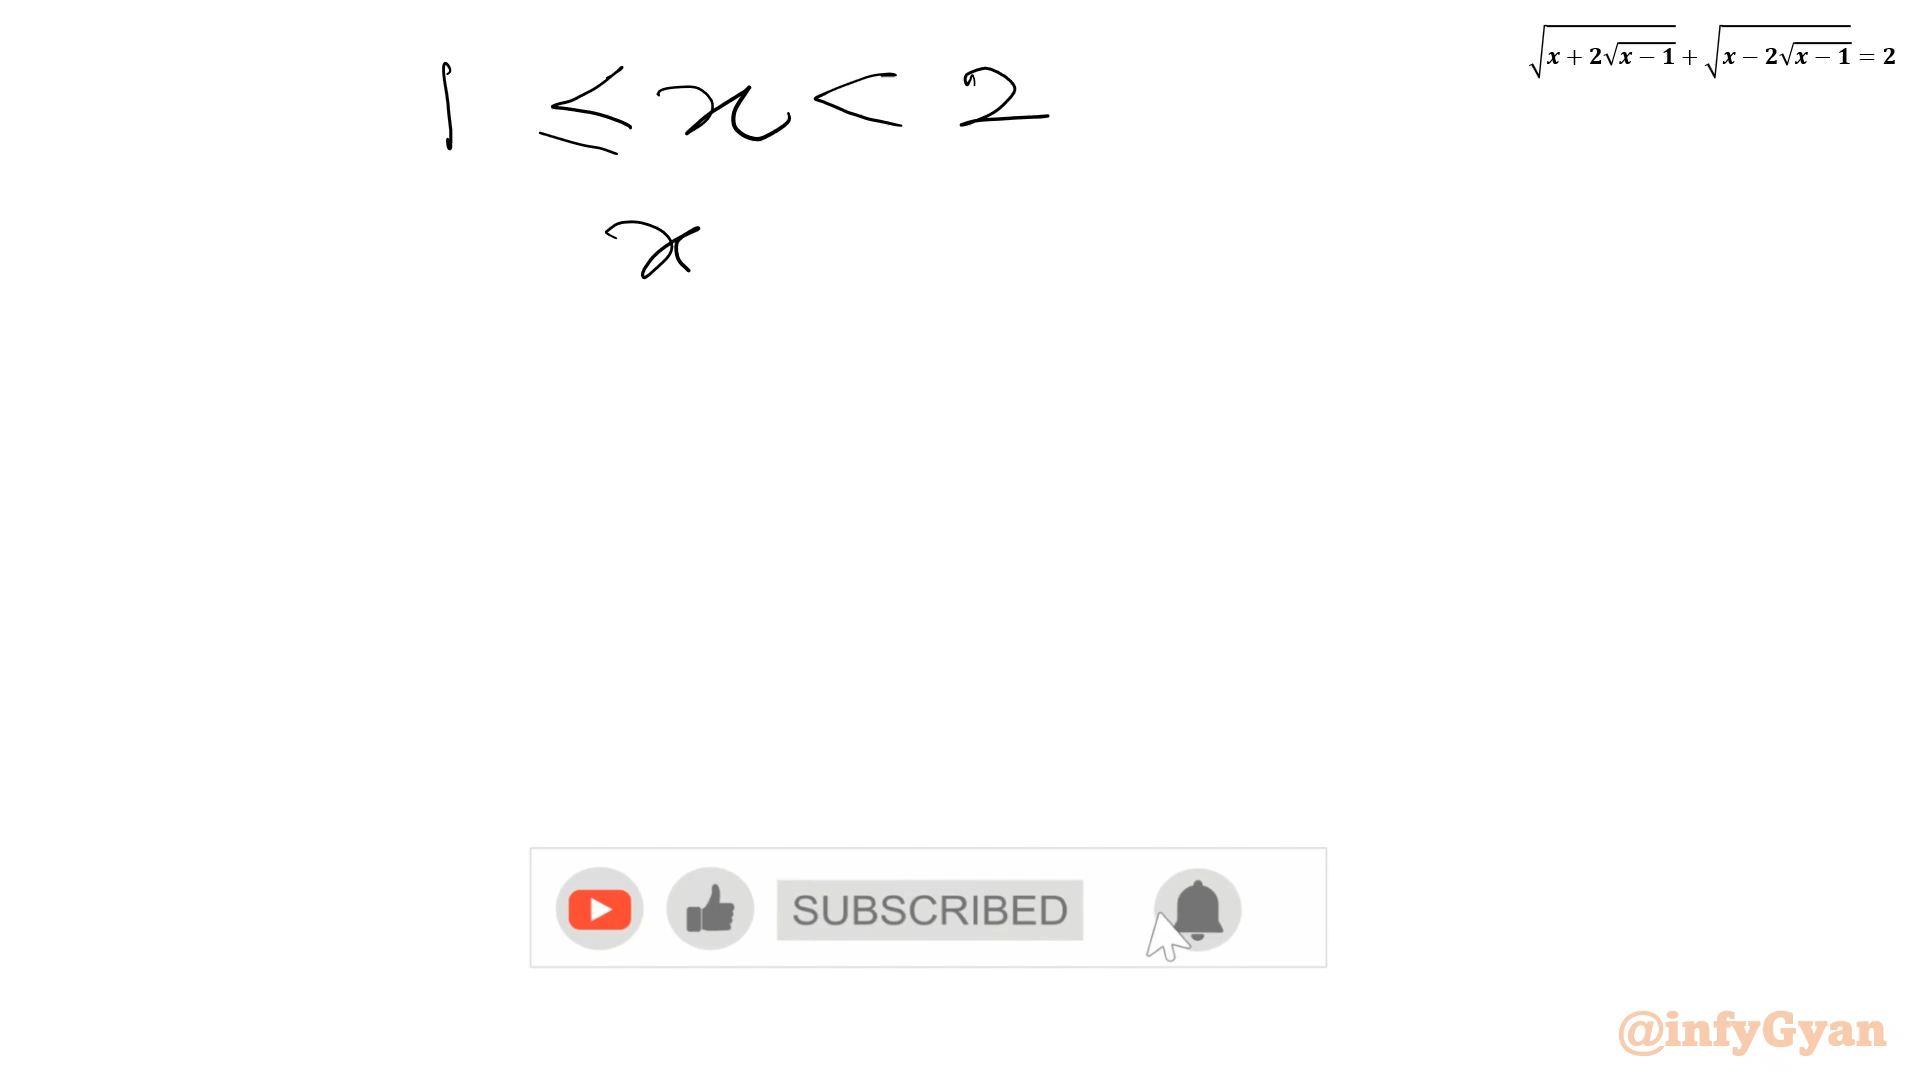 √(x + 2√(x − 1)) + √(x − 2√(x − 1)) = 2
1 ≤ x < 2
x
SUBSCRIBED
@infyGyan